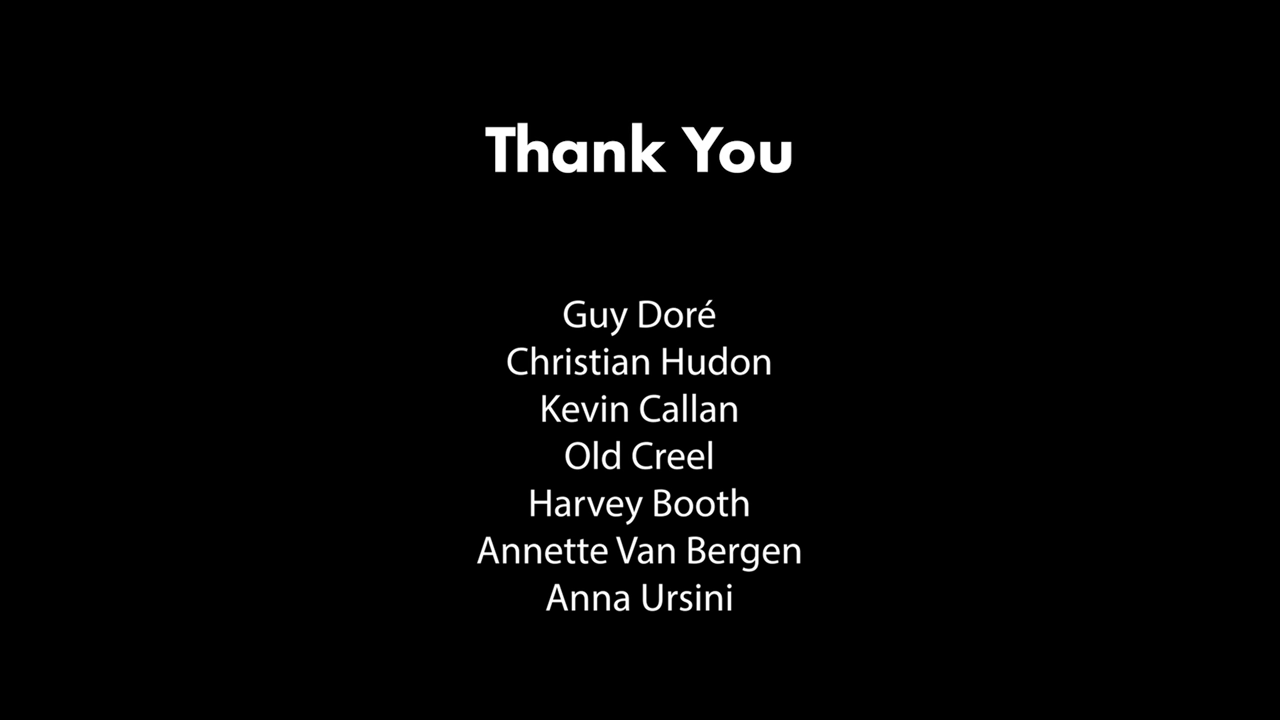 Thank You
Guy Doré
Christian Hudon
Kevin Callan
Old Creel
Harvey Booth
Annette Van Bergen
Anna Ursini